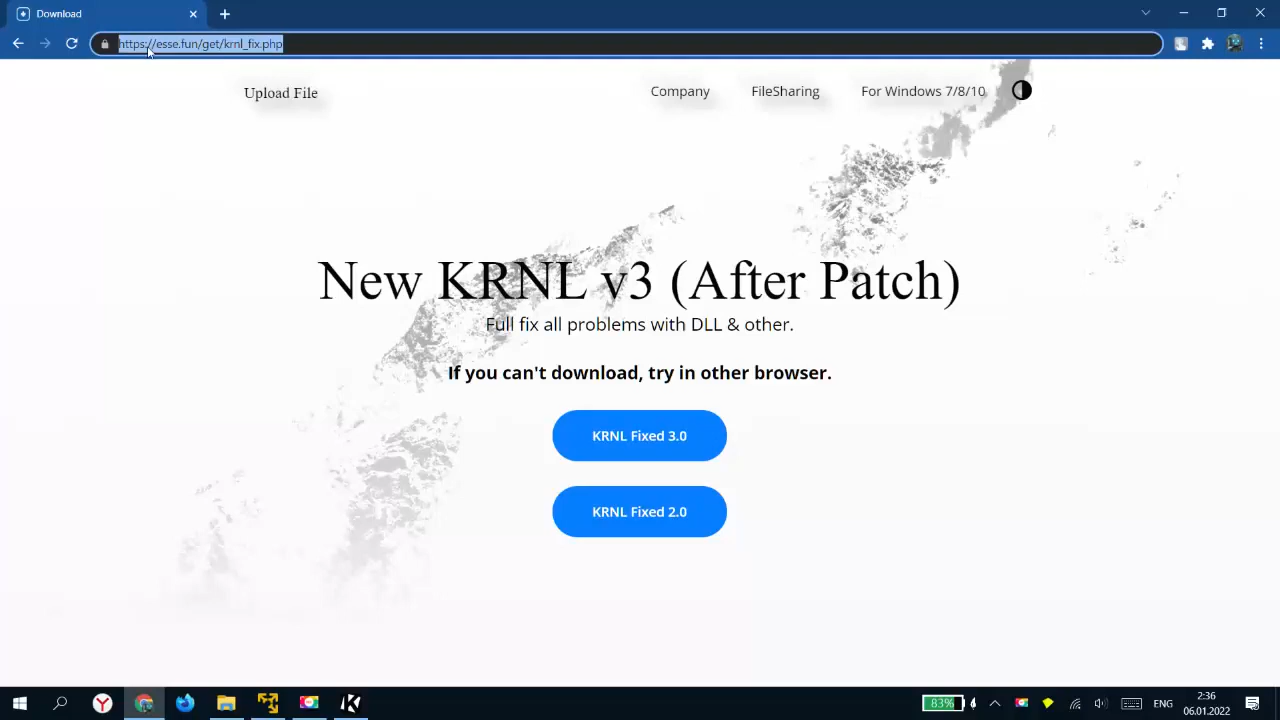 Download
https://esse.fun/get/krnl_fix.php
Upload File
Company
FileSharing
For Windows 7/8/10
New KRNL v3 (After Patch)
Full fix all problems with DLL & other.
If you can't download, try in other browser.
KRNL Fixed 3.0
KRNL Fixed 2.0
83%
ENG
2:36
06.01.2022